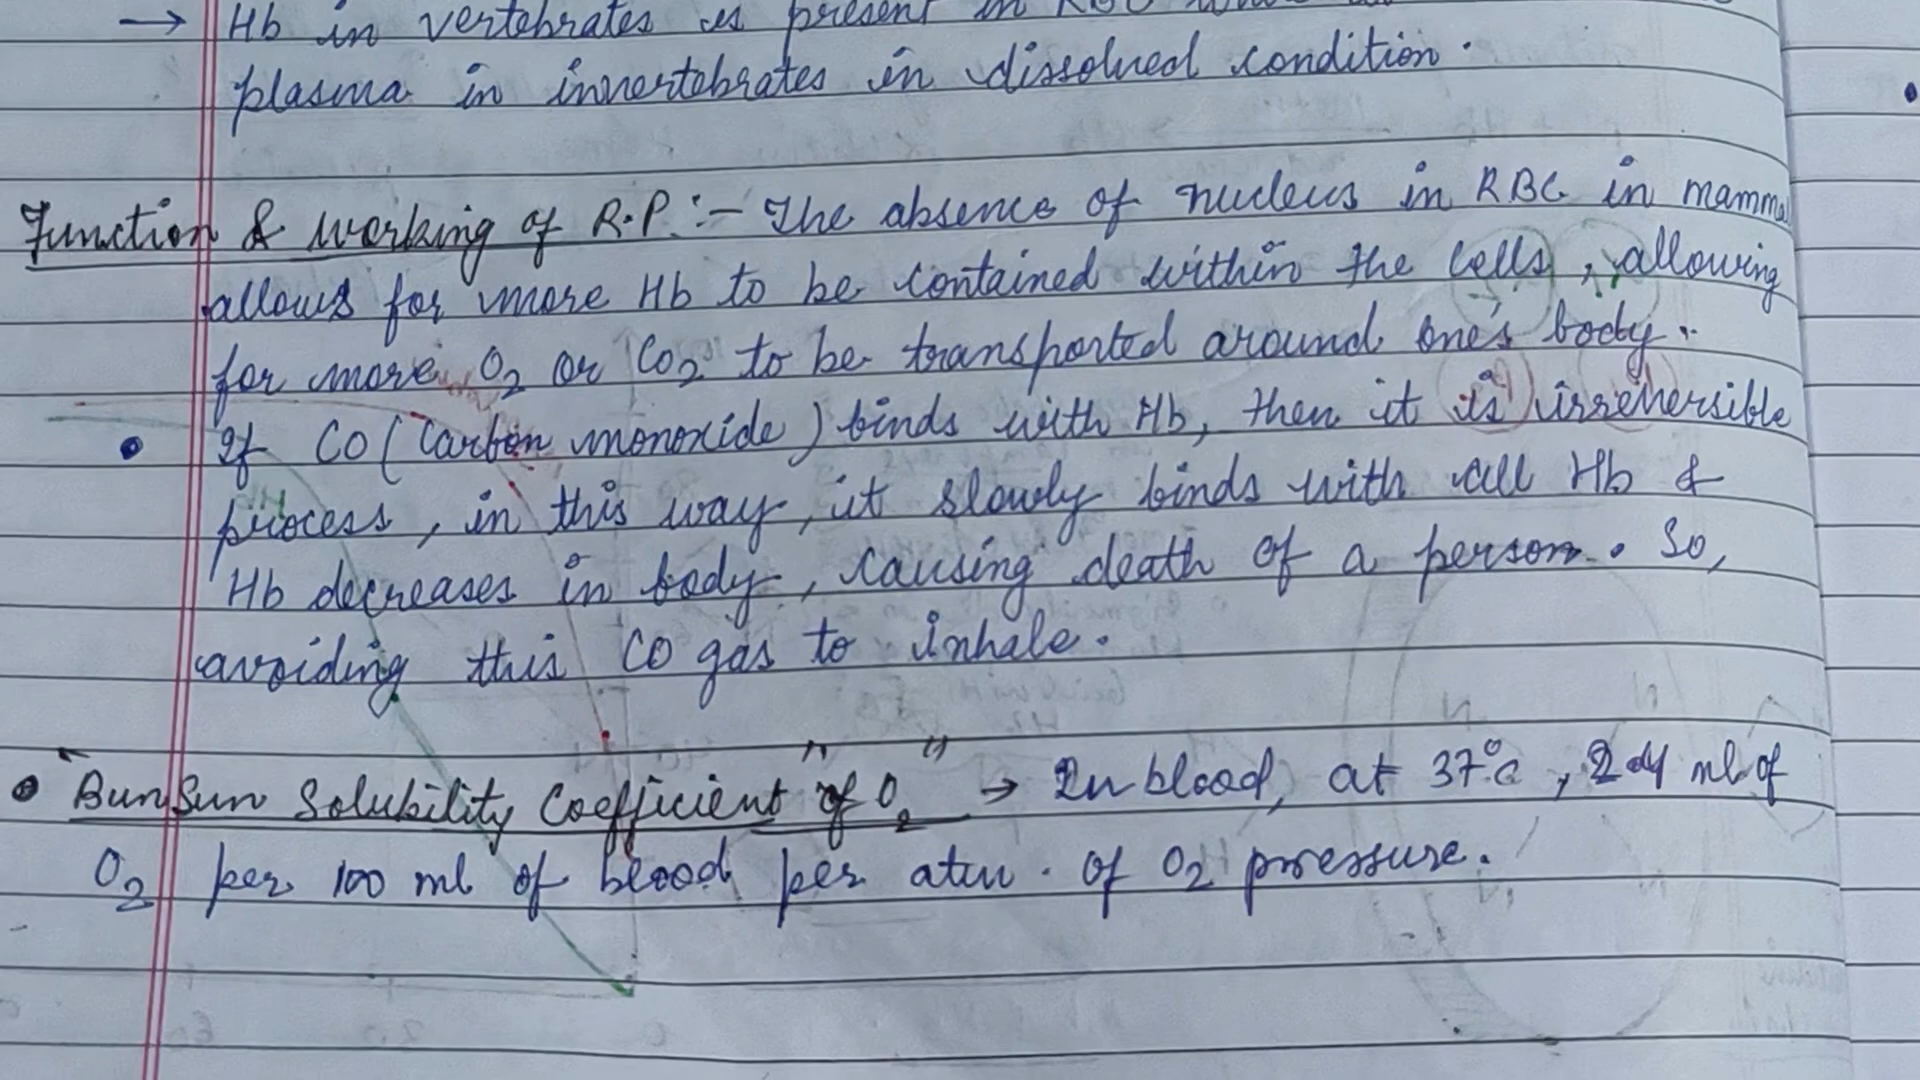 → Hb in vertebrates is present in RBC
plasma in invertebrates in dissolved condition.
Function & working of R.P. :- The absence of nucleus in RBC in mamma
allows for more Hb to be contained within the cells, allowing
for more O₂ or CO₂ to be transported around one's body.
• If CO (Carbon monoxide) binds with Hb, then it is irreversible
process, in this way, it slowly binds with all Hb &
Hb decreases in body, causing death of a person. So,
avoiding this CO gas to inhale.
• "BunSun Solubility Coefficient "of O₂" → In blood, at 37°C, ml of
O₂ per 100 ml of blood per atm. of O₂ pressure.